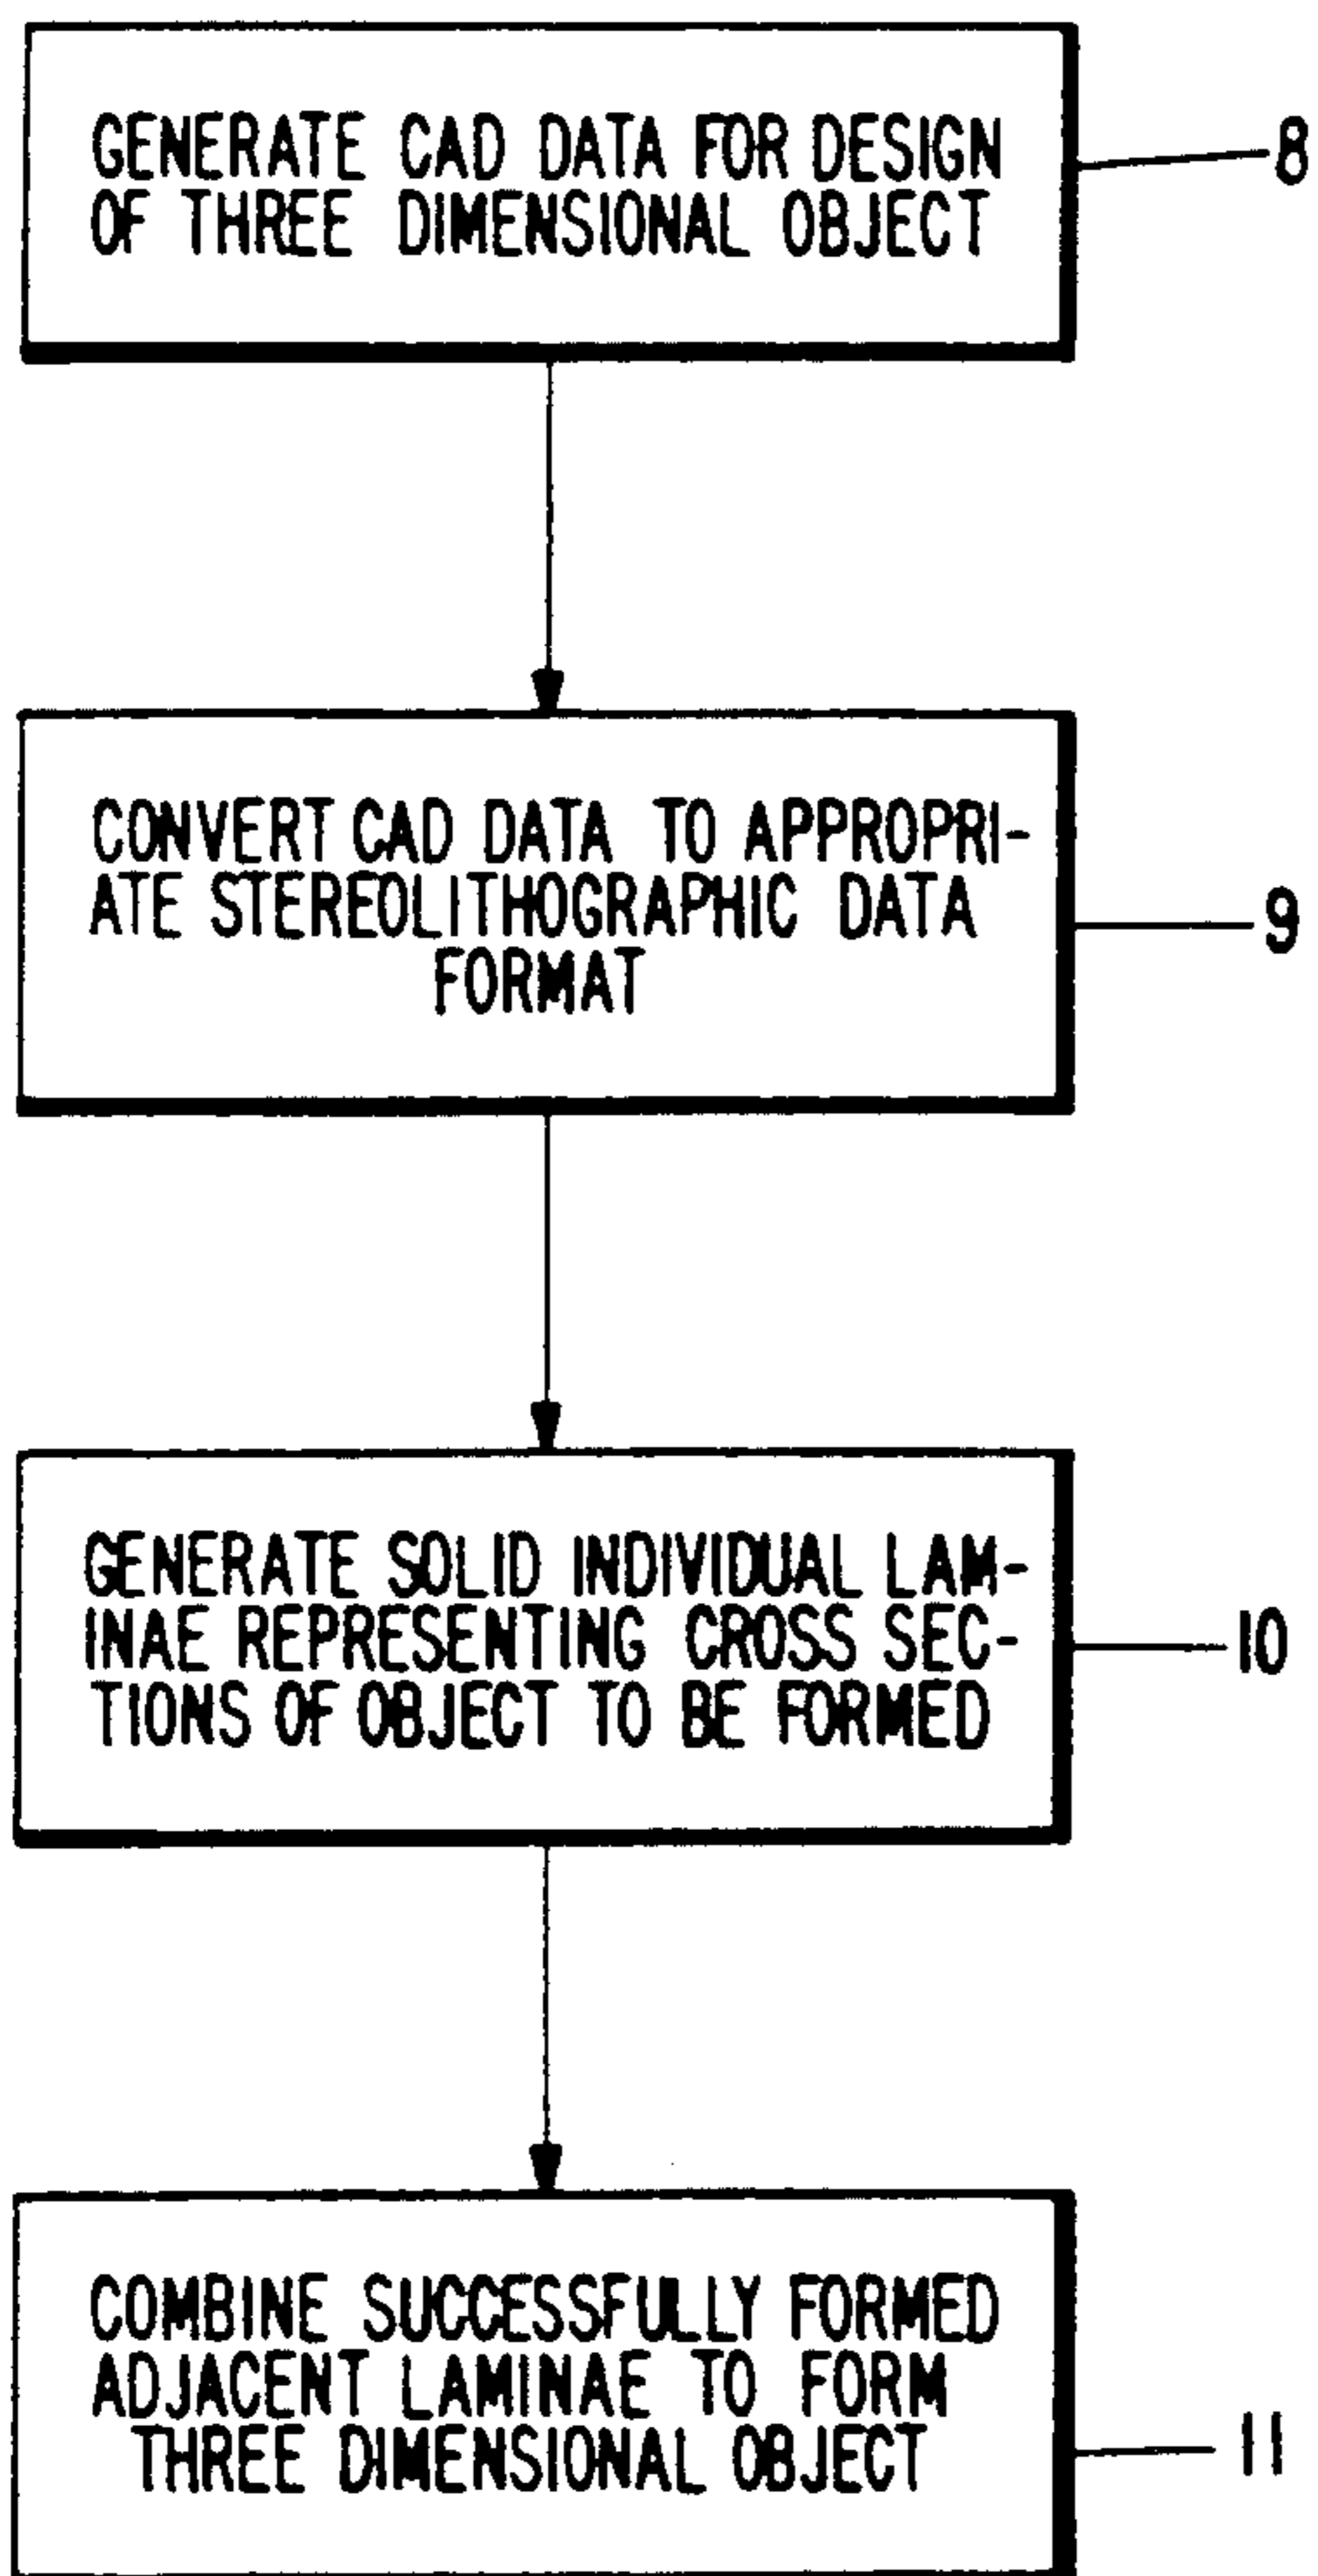 GENERATE CAD DATA FOR DESIGN
OF THREE DIMENSIONAL OBJECT
8
CONVERT CAD DATA TO APPROPRI-
ATE STEREOLITHOGRAPHIC DATA
FORMAT
9
GENERATE SOLID INDIVIDUAL LAM-
INAE REPRESENTING CROSS SEC-
TIONS OF OBJECT TO BE FORMED
10
COMBINE SUCCESSFULLY FORMED
ADJACENT LAMINAE TO FORM
THREE DIMENSIONAL OBJECT
11